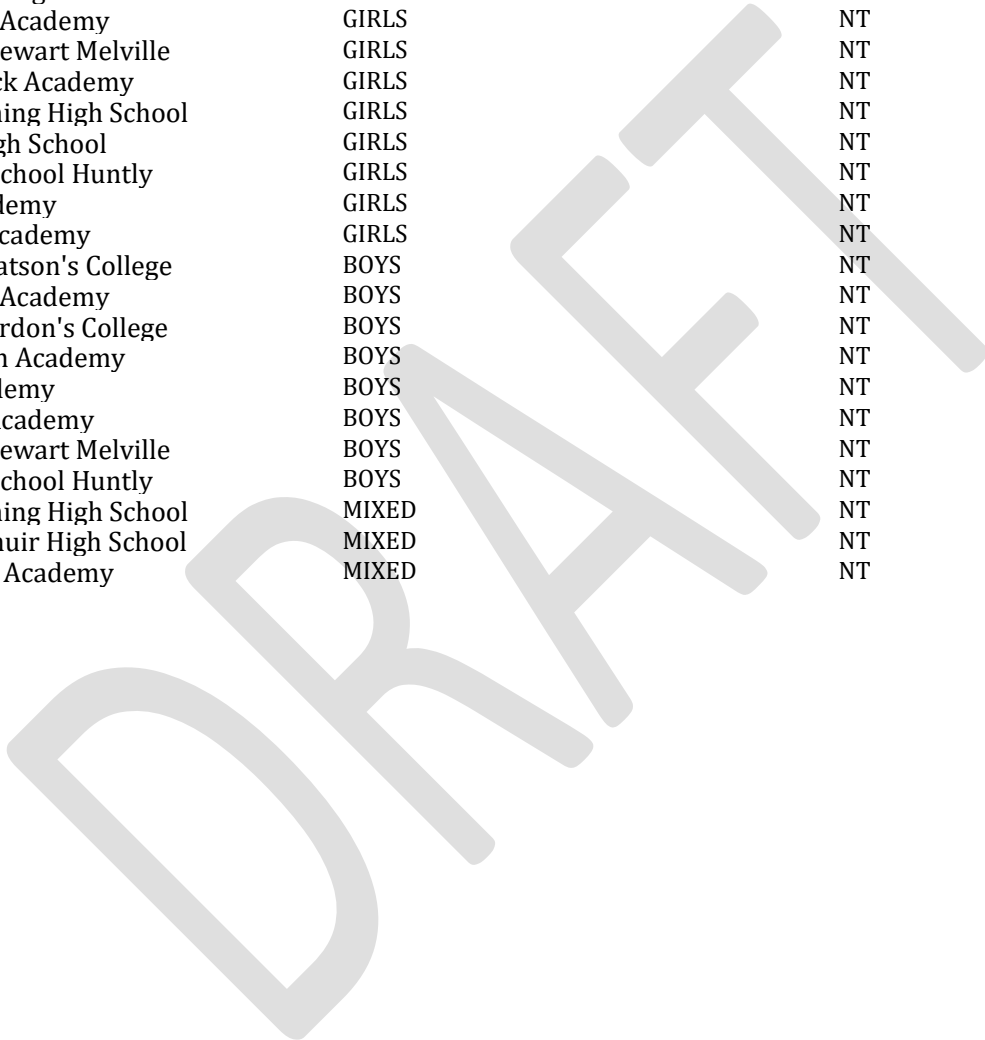 Academy GIRLS NT
ewart Melville GIRLS NT
ck Academy GIRLS NT
ning High School GIRLS NT
gh School GIRLS NT
chool Huntly GIRLS NT
demy GIRLS NT
cademy GIRLS NT
atson's College BOYS NT
Academy BOYS NT
rdon's College BOYS NT
n Academy BOYS NT
demy BOYS NT
cademy BOYS NT
ewart Melville BOYS NT
chool Huntly BOYS NT
ning High School MIXED NT
nuir High School MIXED NT
Academy MIXED NT
DRAFT